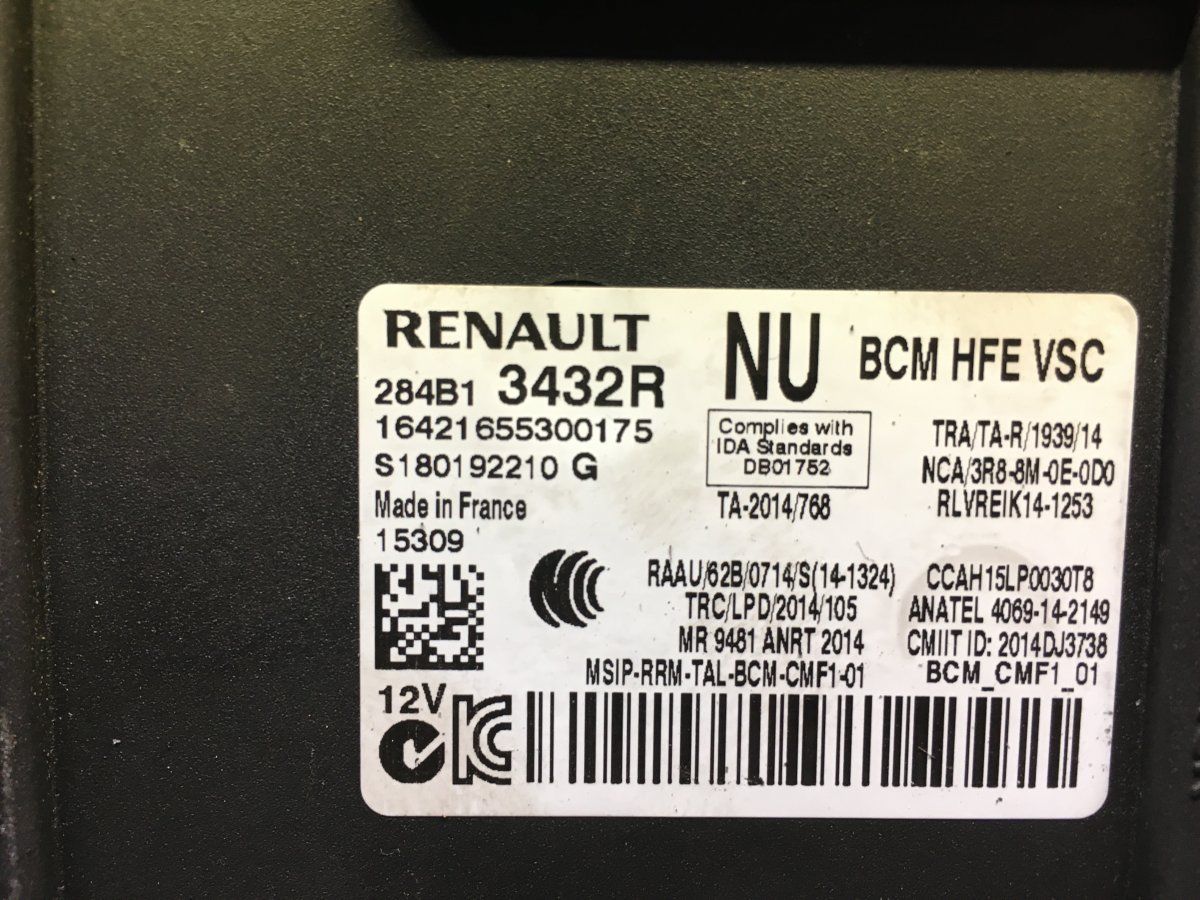 RENAULT
NU
BCM HFE VSC
284B1 3432R
16421655300175
S180192210 G
Made in France
15309
Complies with
IDA Standards
DB01752
TA-2014/768
TRA/TA-R/1939/14
NCA/3R8-8M-0E-0D0
RLVREIK14-1253
RAAU/62B/0714/S(14-1324)
TRC/LPD/2014/105
MR 9481 ANRT 2014
MSIP-RRM-TAL-BCM-CMF1-01
CCAH15LP0030T8
ANATEL 4069-14-2149
CMIIT ID: 2014DJ3738
BCM_CMF1_01
12V